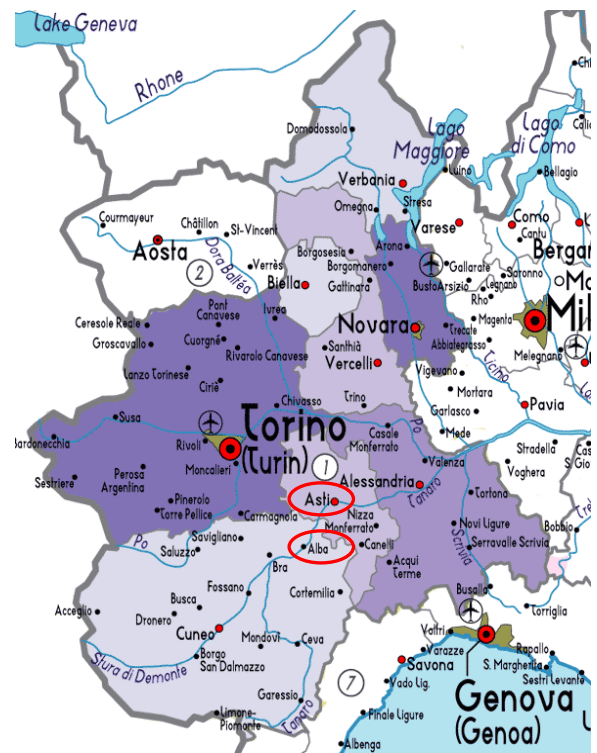 Lake Geneva
Rhone
Domodossola
Lago
Maggiore
Lago
di Como
Luino
Verbania
Bellagio
Omegna
Stresa
Varese
Como
Cantu
Courmayeur
Châtillon
St-Vincent
Aosta
Dora Baltéa
2
Verrès
Borgosesia
Arona
Borgomanero
Biella
Gattinara
Gallarate
Saronno
Bergam
Busto Arsizio
Legnano
Rho
Mo
Pont
Canavese
Ivrea
Ceresole Reale
Groscavallo
Cuorgné
Rivarolo Canavese
Novara
Magenta
Mil
Trecate
Abbiategrasso
Santhià
Vercelli
Melegnano
Lanzo Torinese
Cirié
Ticino
Vigevano
Mortara
Trino
Chivasso
Garlasco
Pavia
Susa
Torino
(Turin)
Po
Casale
Monferrato
Mede
Bardonecchia
Rivoli
Stradella
Valenza
Voghera
Moncalieri
1
Sestriere
Perosa
Argentina
Alessandria
Tanaro
Asti
Tortona
Pinerolo
Torre Pellice
Carmagnola
Nizza
Monferrato
Novi Ligure
Bobbio
Po
Savigliano
Saluzzo
Alba
Canelli
Scrivia
Serravalle Scrivia
Bra
Acqui
Terme
Fossano
Cortemilia
Busalla
Busca
Acceglio
Dronero
Torriglia
Cuneo
Mondovì
Ceva
Voltri
Varazze
Rapallo
Stura di Demonte
Borgo
San Dalmazzo
Savona
S. Margherita
Sestri Levante
7
Vado Lig.
Garessio
Genova
(Genoa)
Limone-
Piomonte
Tanaro
Finale Ligure
Albenga